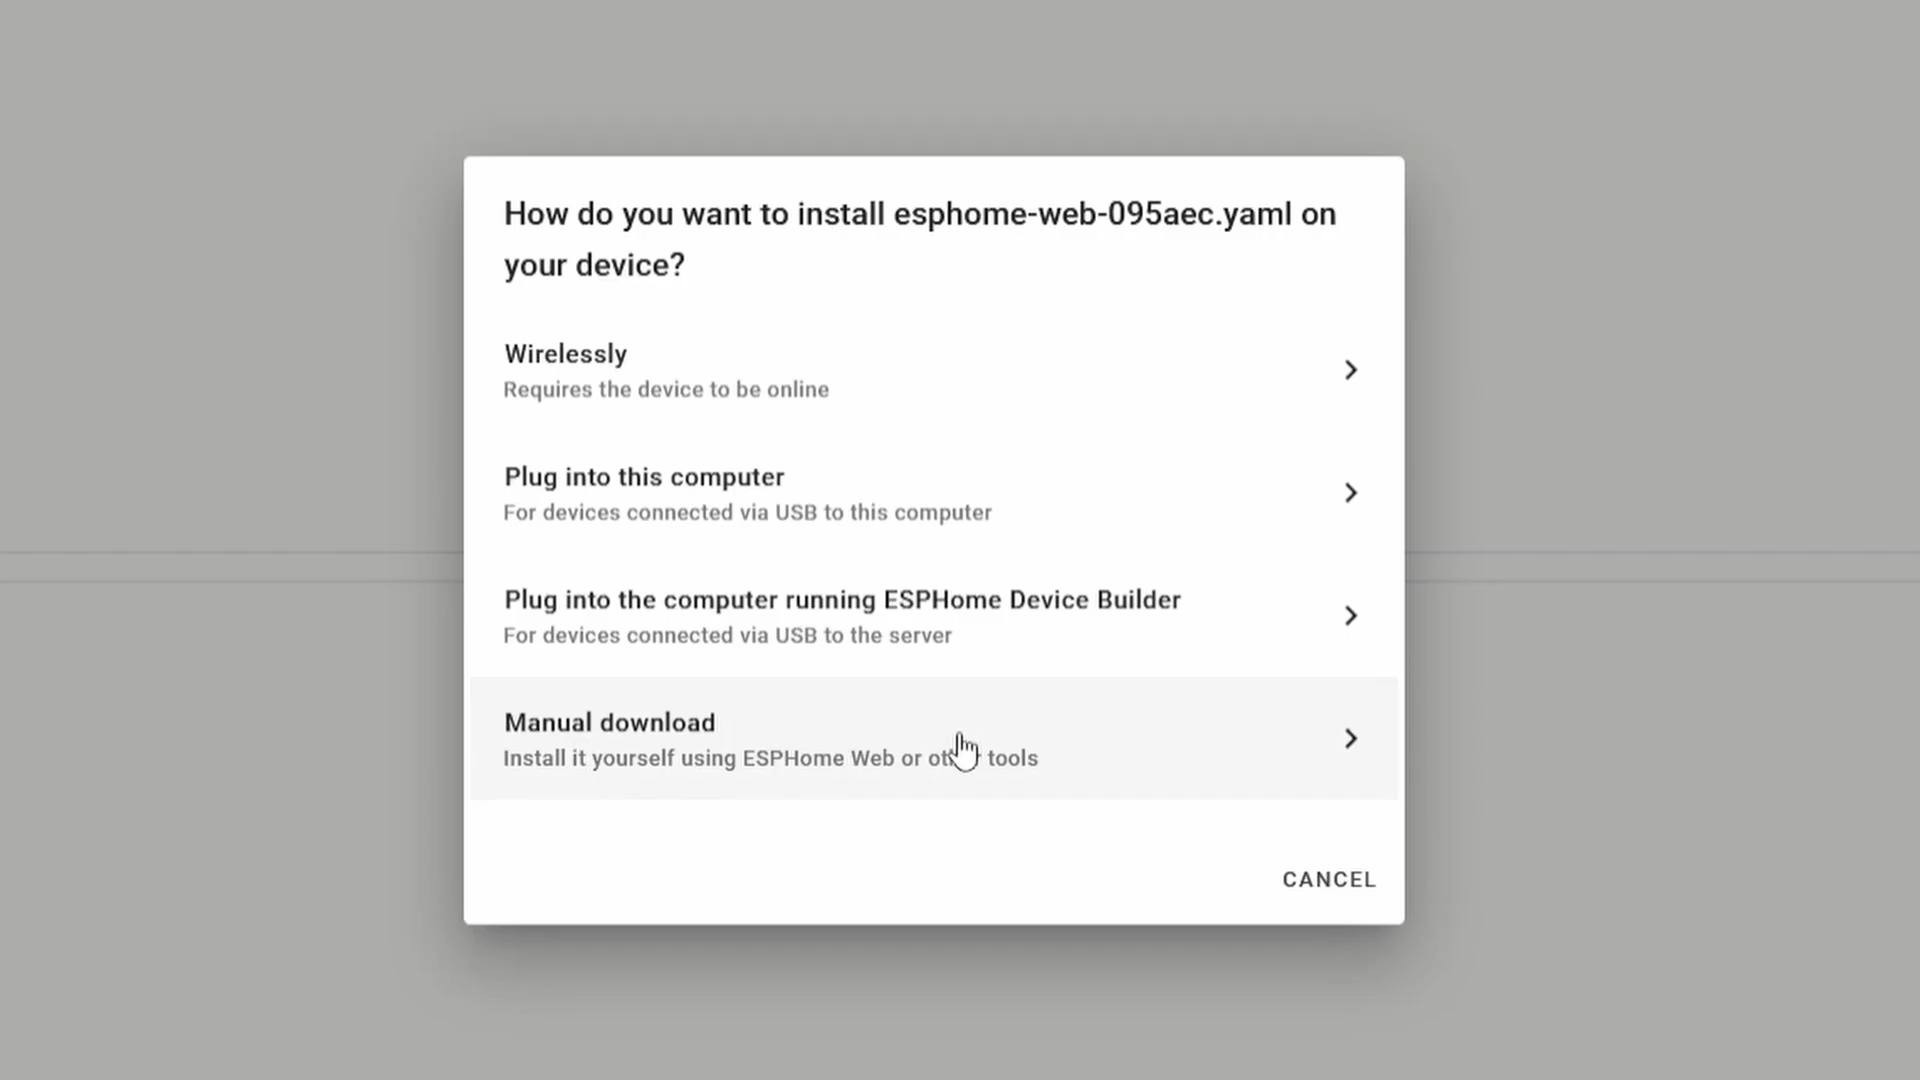 How do you want to install esphome-web-095aec.yaml on
your device?
Wirelessly
Requires the device to be online
Plug into this computer
For devices connected via USB to this computer
Plug into the computer running ESPHome Device Builder
For devices connected via USB to the server
Manual download
Install it yourself using ESPHome Web or tools
CANCEL